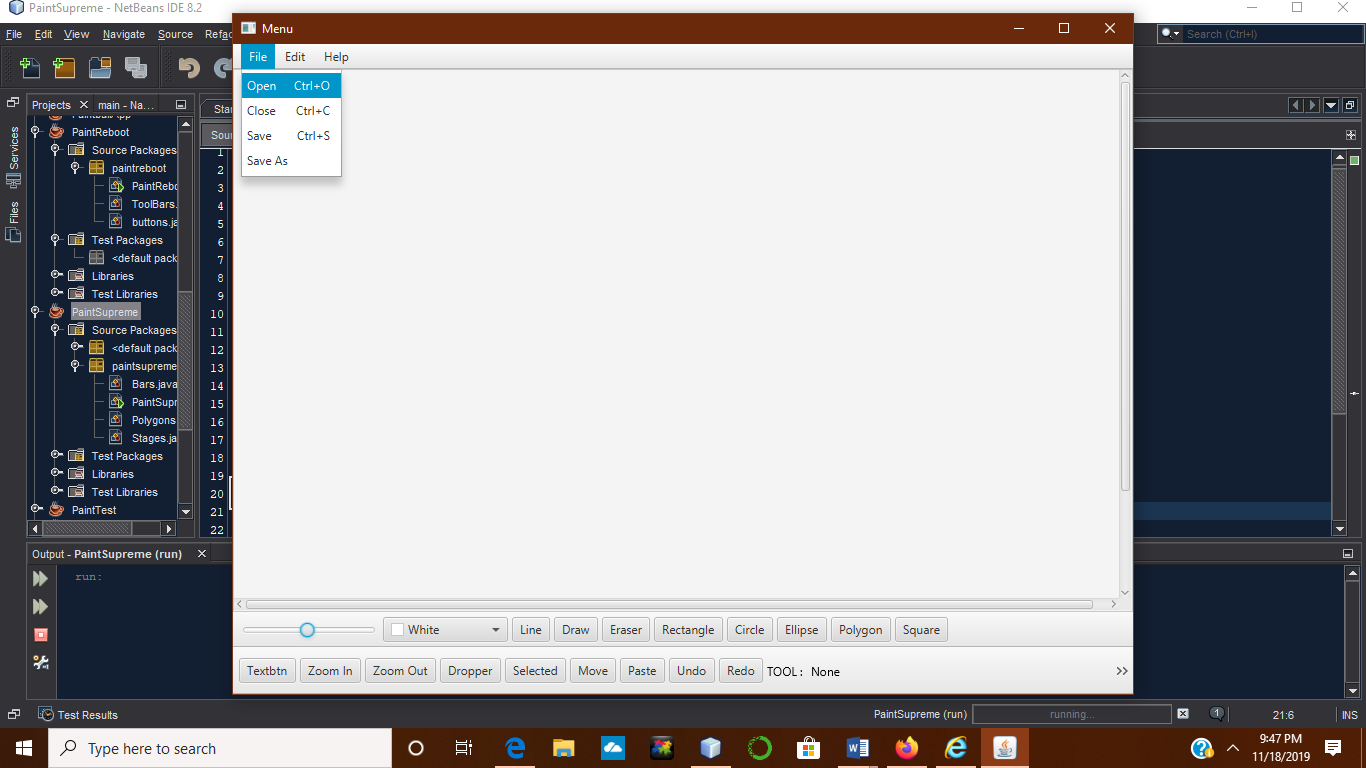 PaintSupreme - NetBeans IDE 8.2
File Edit View Navigate Source Refac
Search (Ctrl+I)
Menu
File Edit Help
Open Ctrl+O
Close Ctrl+C
Save Ctrl+S
Save As
Projects main - Na...
Services
Files
PaintReboot
Source Packages
paintreboot
PaintRebo
ToolBars.
buttons.ja
Test Packages
<default pack
Libraries
Test Libraries
PaintSupreme
Source Packages
<default pack
paintsupreme
Bars.java
PaintSupr
Polygons.
Stages.ja
Test Packages
Libraries
Test Libraries
PaintTest
Star
Sour
1
2
3
4
5
6
7
8
9
10
11
12
13
14
15
16
17
18
19
20
21
22
White Line Draw Eraser Rectangle Circle Ellipse Polygon Square
Textbtn Zoom In Zoom Out Dropper Selected Move Paste Undo Redo TOOL: None
Output - PaintSupreme (run)
run:
Test Results
PaintSupreme (run) running... 1 21:6 INS
Type here to search
9:47 PM
11/18/2019